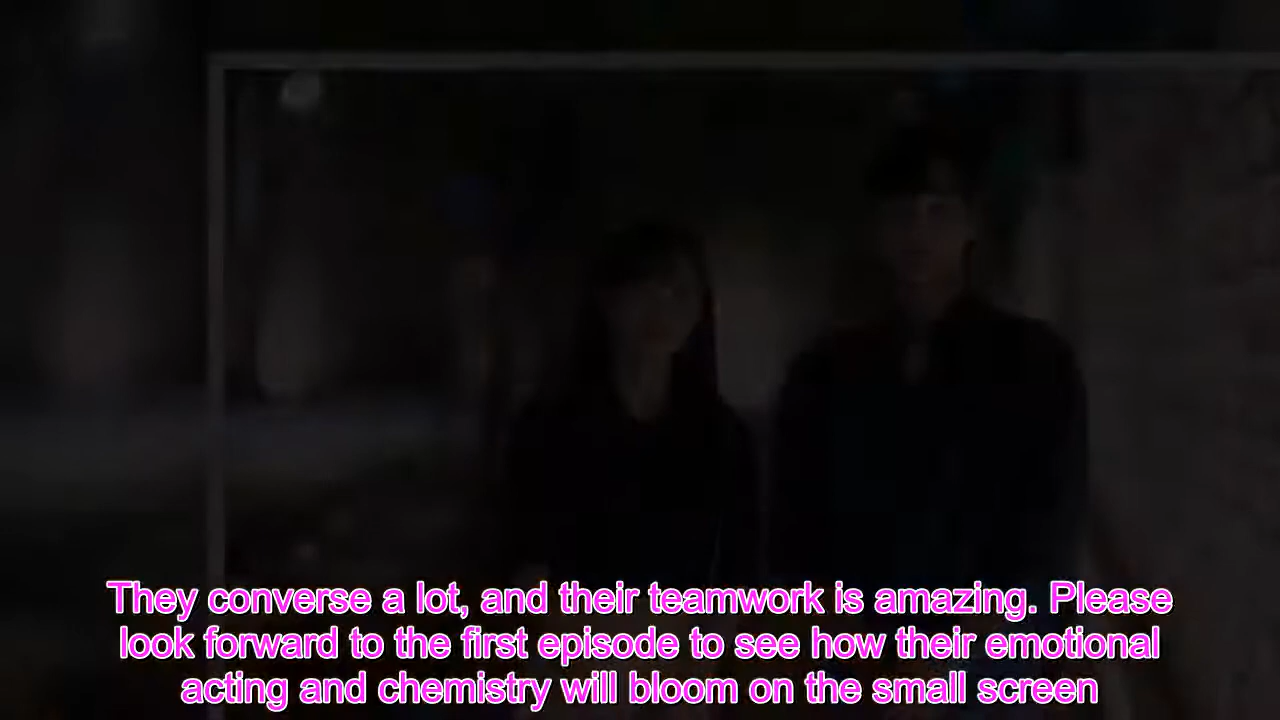 They converse a lot, and their teamwork is amazing. Please
look forward to the first episode to see how their emotional
acting and chemistry will bloom on the small screen